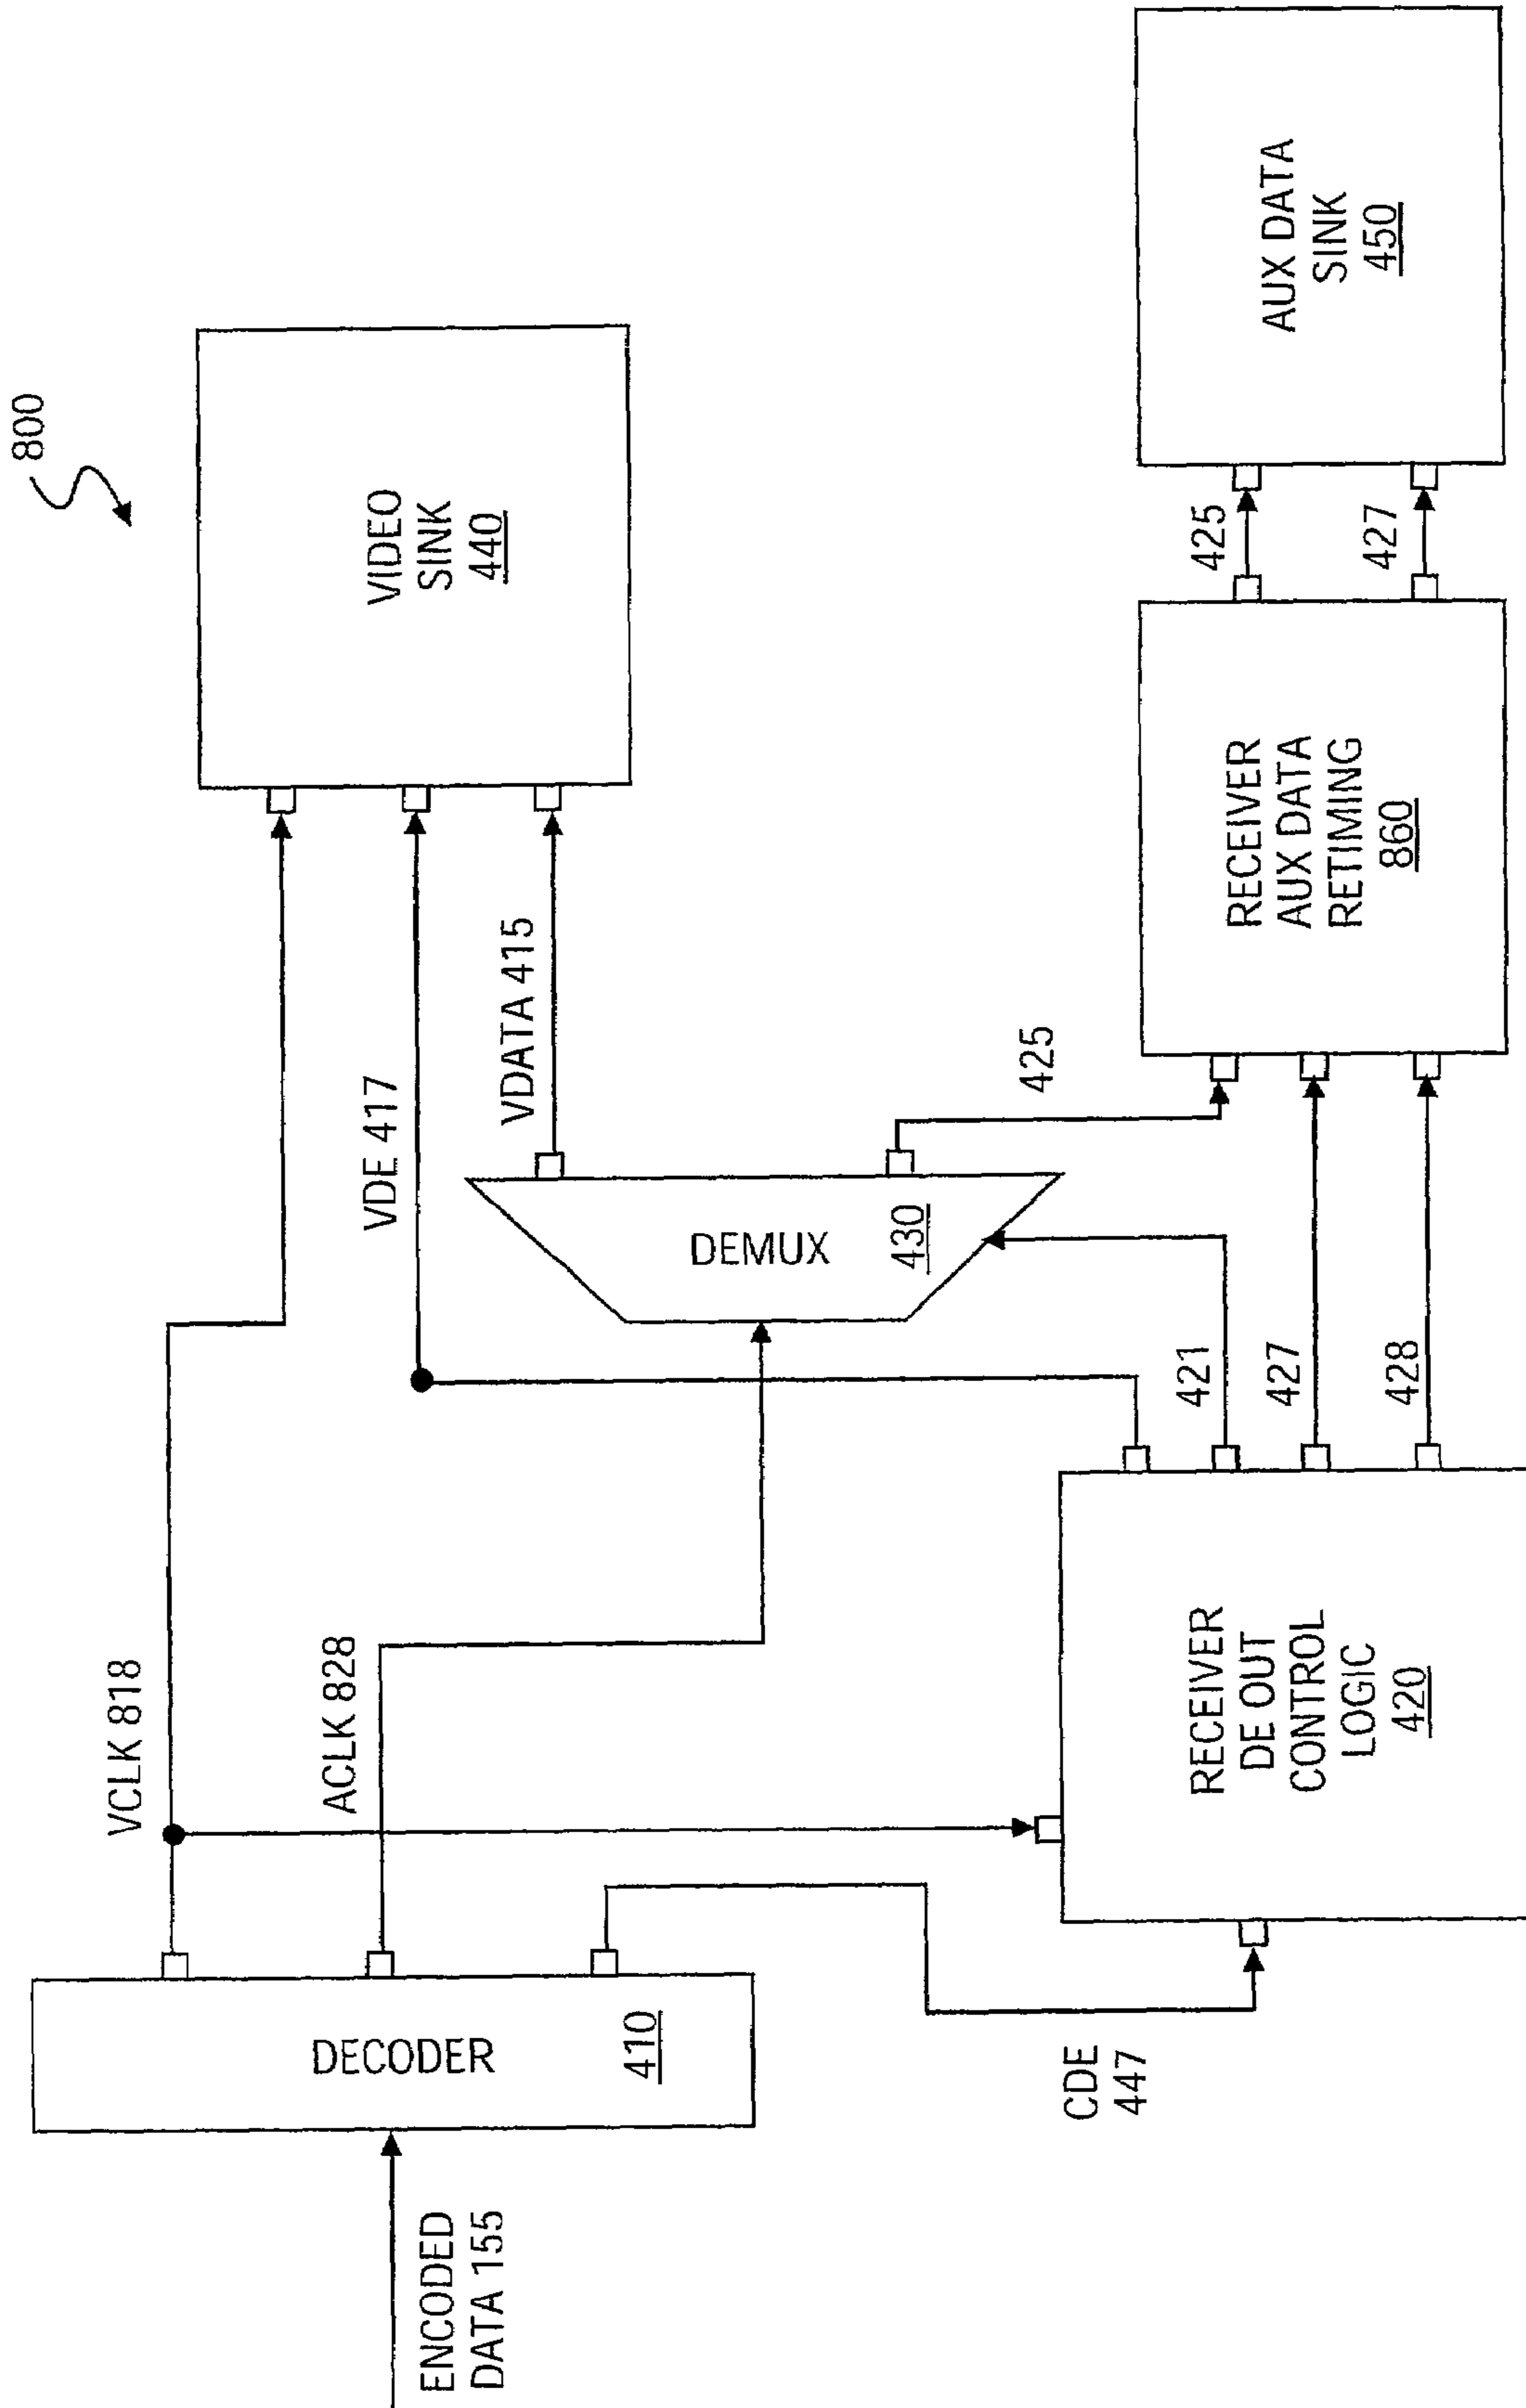 800
VCLK 818
ACLK 828
VDE 417
VDATA 415
VIDEO
SINK
440
DECODER
410
ENCODED
DATA 155
DEMUX
430
CDE
447
425
421
427
428
RECEIVER
DE OUT
CONTROL
LOGIC
420
RECEIVER
AUX DATA
RETIMING
860
425
427
AUX DATA
SINK
450